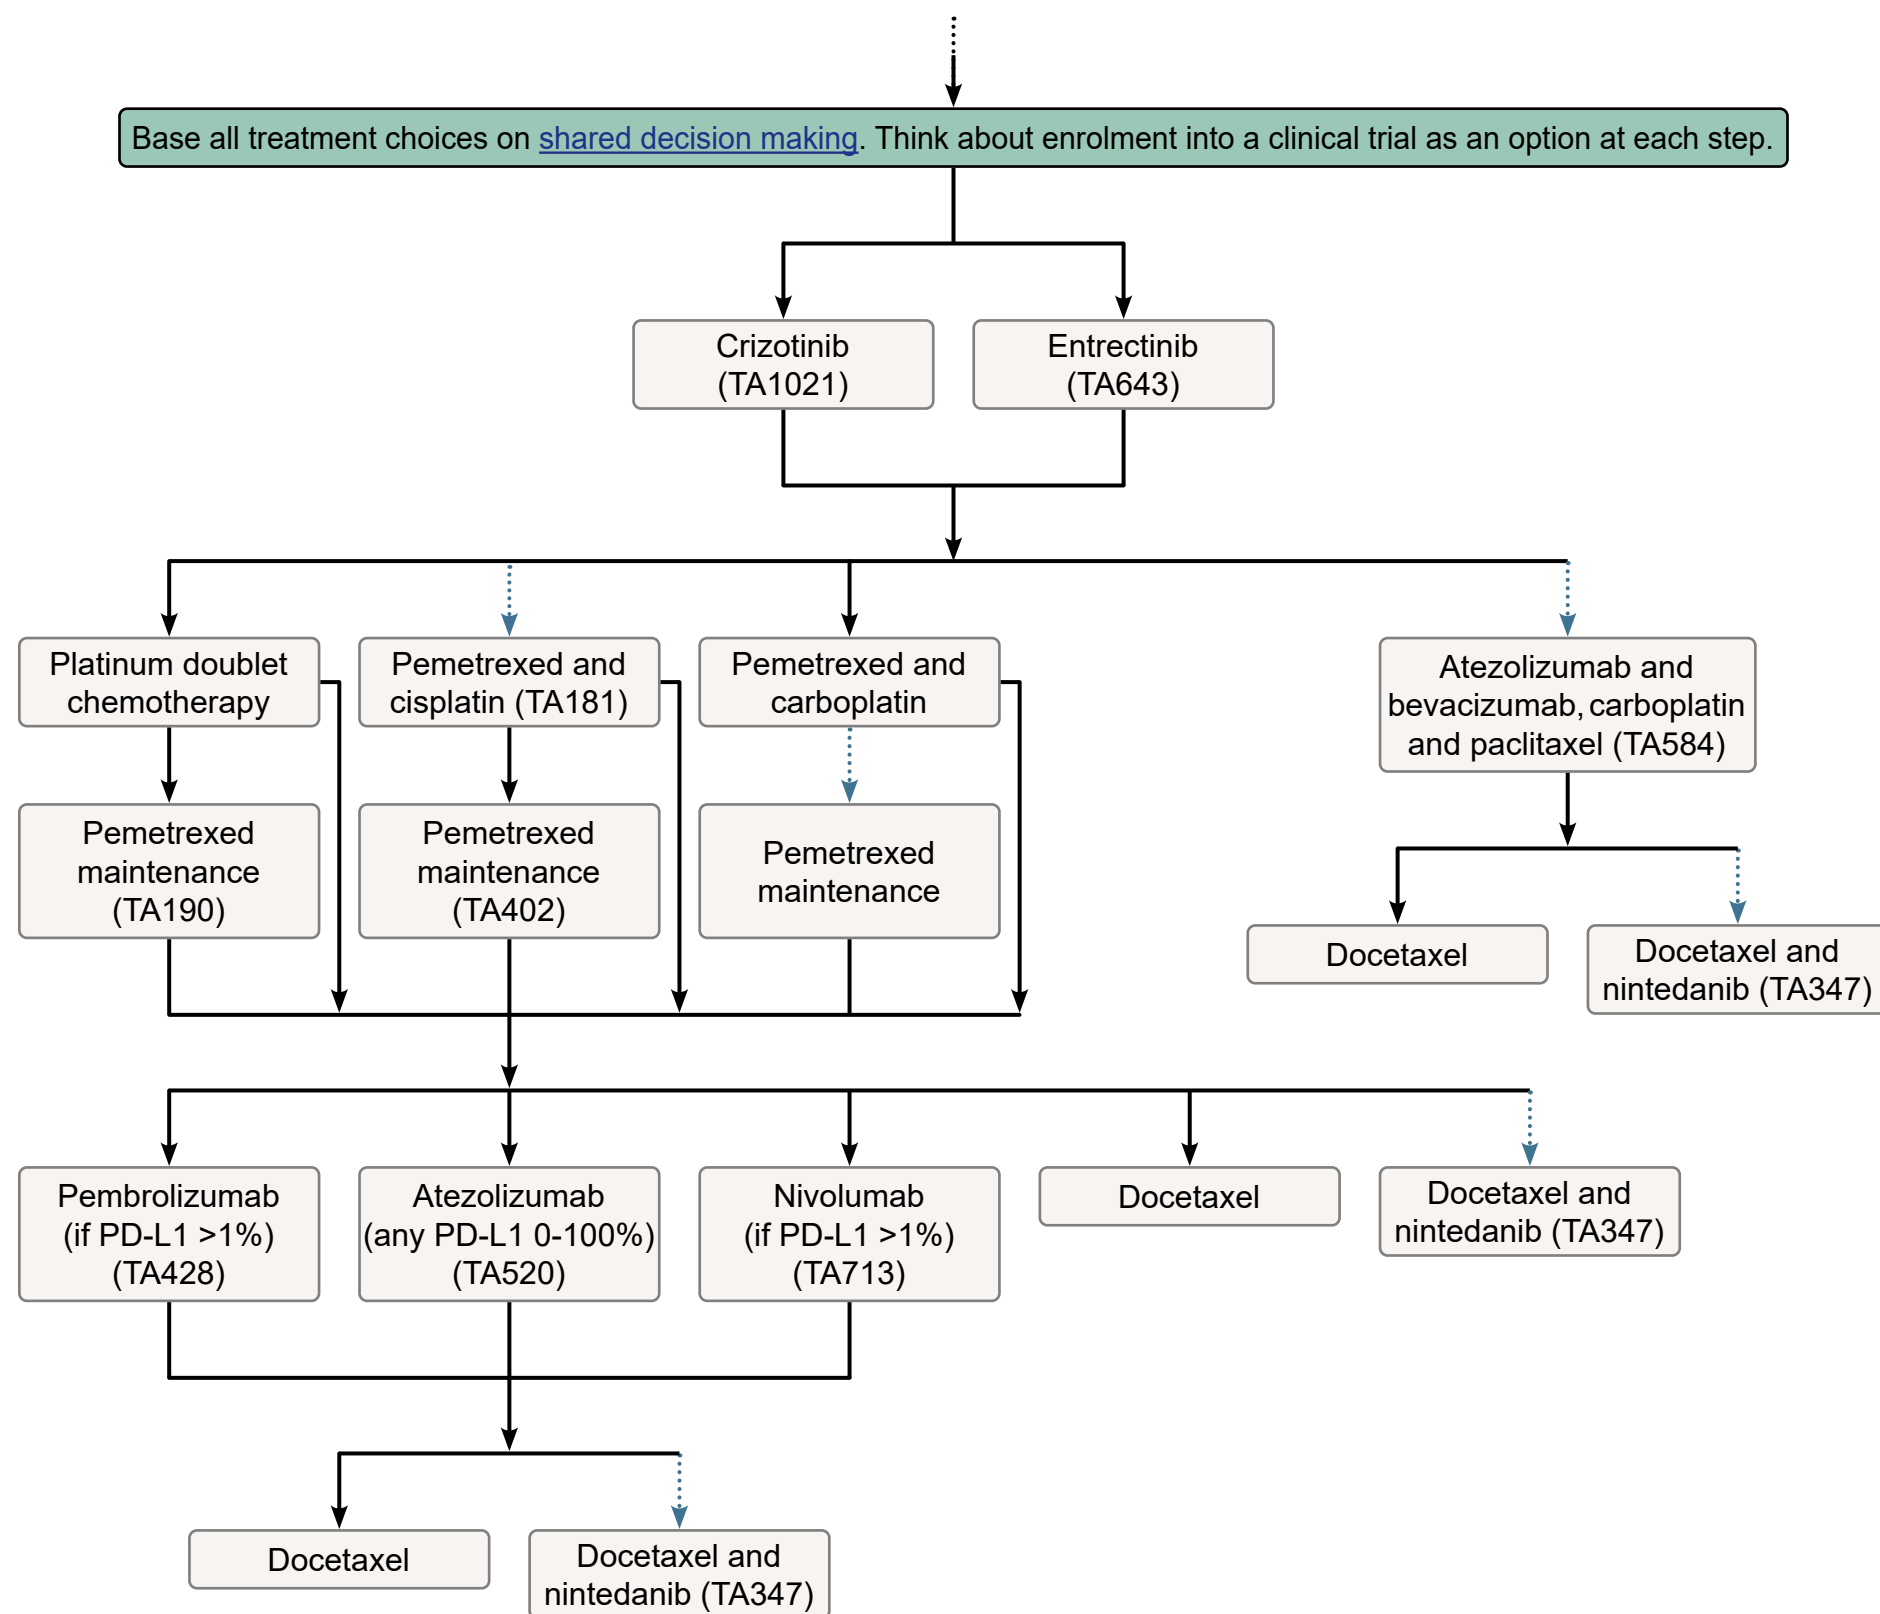 Base all treatment choices on shared decision making. Think about enrolment into a clinical trial as an option at each step.
Crizotinib
(TA1021)
Entrectinib
(TA643)
Platinum doublet
chemotherapy
Pemetrexed and
cisplatin (TA181)
Pemetrexed and
carboplatin
Atezolizumab and
bevacizumab, carboplatin
and paclitaxel (TA584)
Pemetrexed
maintenance
(TA190)
Pemetrexed
maintenance
(TA402)
Pemetrexed
maintenance
Docetaxel
Docetaxel and
nintedanib (TA347)
Pembrolizumab
(if PD-L1 >1%)
(TA428)
Atezolizumab
(any PD-L1 0-100%)
(TA520)
Nivolumab
(if PD-L1 >1%)
(TA713)
Docetaxel
Docetaxel and
nintedanib (TA347)
Docetaxel
Docetaxel and
nintedanib (TA347)